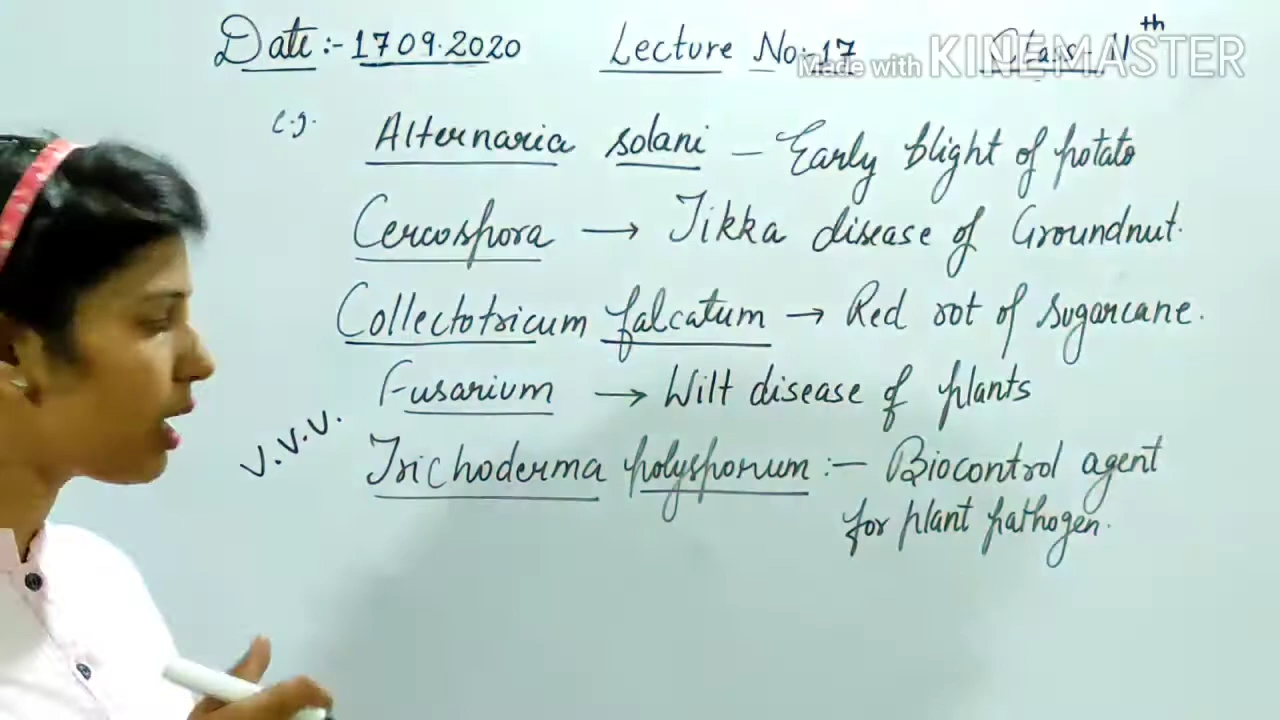 Date:- 17.09.2020 Lecture No:-17 Class-11th
Made with KINEMASTER
e.g. Alternaria solani - Early blight of potato
Cercospora → Tikka disease of Groundnut.
Collectotricum falcatum → Red rot of sugarcane.
Fusarium → Wilt disease of plants
V.V.V. Trichoderma polysporum :- Biocontrol agent
for plant pathogen.